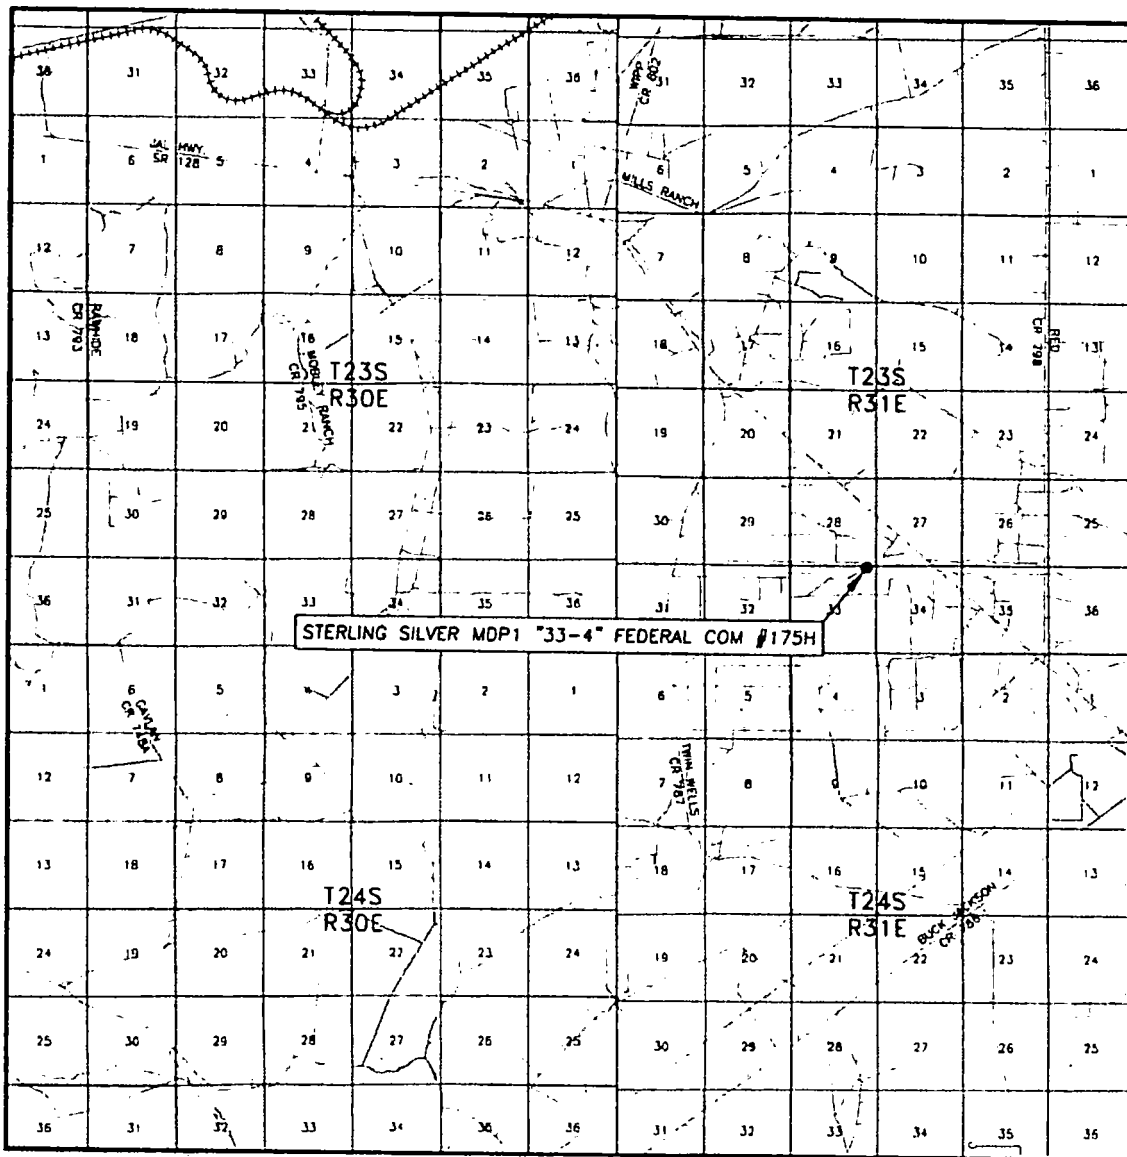 36 31 32 33 34 35 36 31 32 33 34 35 36
WIPP
CR 802
JAL HWY.
SR 128
1 6 5 4 3 2 1 6 5 4 3 2 1
MILLS RANCH
12 7 8 9 10 11 12 7 8 9 10 11 12
RAWHIDE
CR 793
RED
CR 798
13 18 17 16 15 14 13 18 17 16 15 14 13
MOBLEY RANCH
CR 795
T23S
R30E
T23S
R31E
24 19 20 21 22 23 24 19 20 21 22 23 24
25 30 29 28 27 26 25 30 29 28 27 26 25
36 31 32 33 34 35 36 31 32 33 34 35 36
STERLING SILVER MDP1 "33-4" FEDERAL COM #175H
1 6 5 3 2 1 6 5 4 3 2 1
CR 748A
TWIN WELLS
CR 787
12 7 8 9 10 11 12 7 8 9 10 11 12
13 18 17 16 15 14 13 18 17 16 15 14 13
T24S
R30E
T24S
R31E
BUCK JACKSON
24 19 20 21 22 23 24 19 20 21 22 23 24
25 30 29 28 27 26 25 30 29 28 27 26 25
36 31 32 33 34 36 36 31 32 33 34 35 36